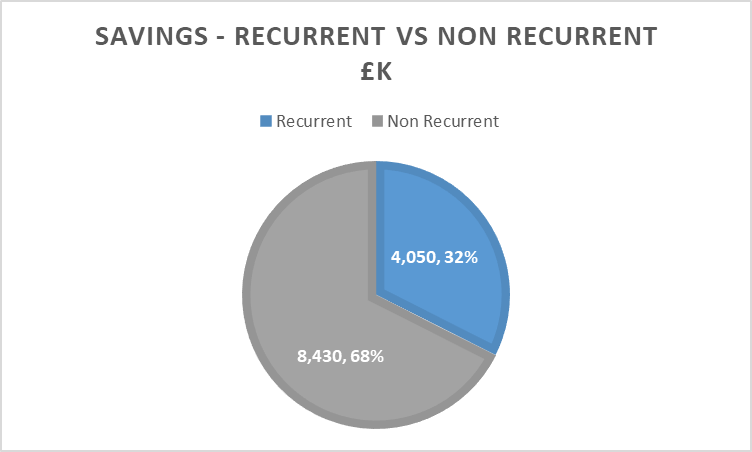 SAVINGS - RECURRENT VS NON RECURRENT
£K
Recurrent Non Recurrent
4,050, 32%
8,430, 68%